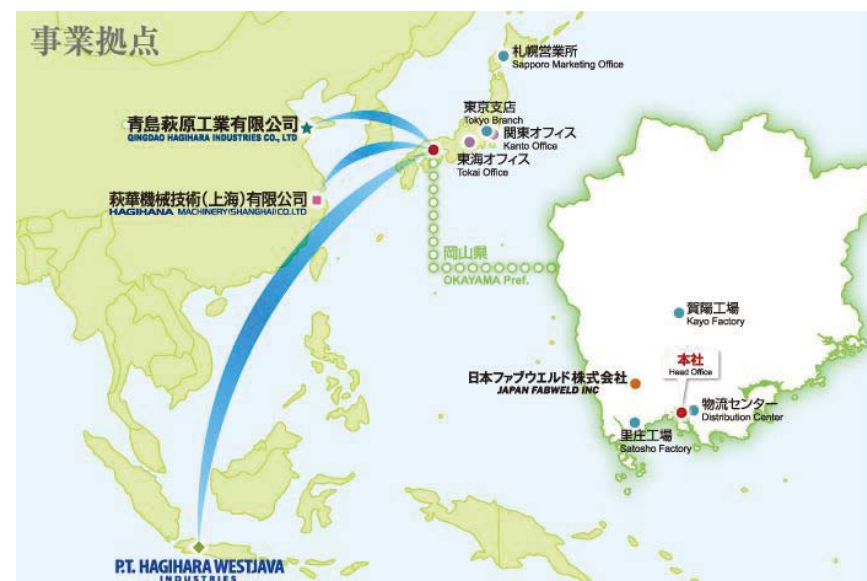 事業拠点
札幌営業所
Sapporo Marketing Office
東京支店
Tokyo Branch
関東オフィス
Kanto Office
東海オフィス
Tokai Office
青島萩原工業有限公司
QINGDAO HAGIHARA INDUSTRIES CO., LTD
萩華機械技術(上海)有限公司
HAGIHANA MACHINERY(SHANGHAI)CO.LTD
岡山県
OKAYAMA Pref.
賀陽工場
Kayo Factory
本社
Head Office
日本ファブウエルド株式会社
JAPAN FABWELD INC
物流センター
Distribution Center
里庄工場
Satosho Factory
P.T. HAGIHARA WESTJAVA
INDUSTRIES